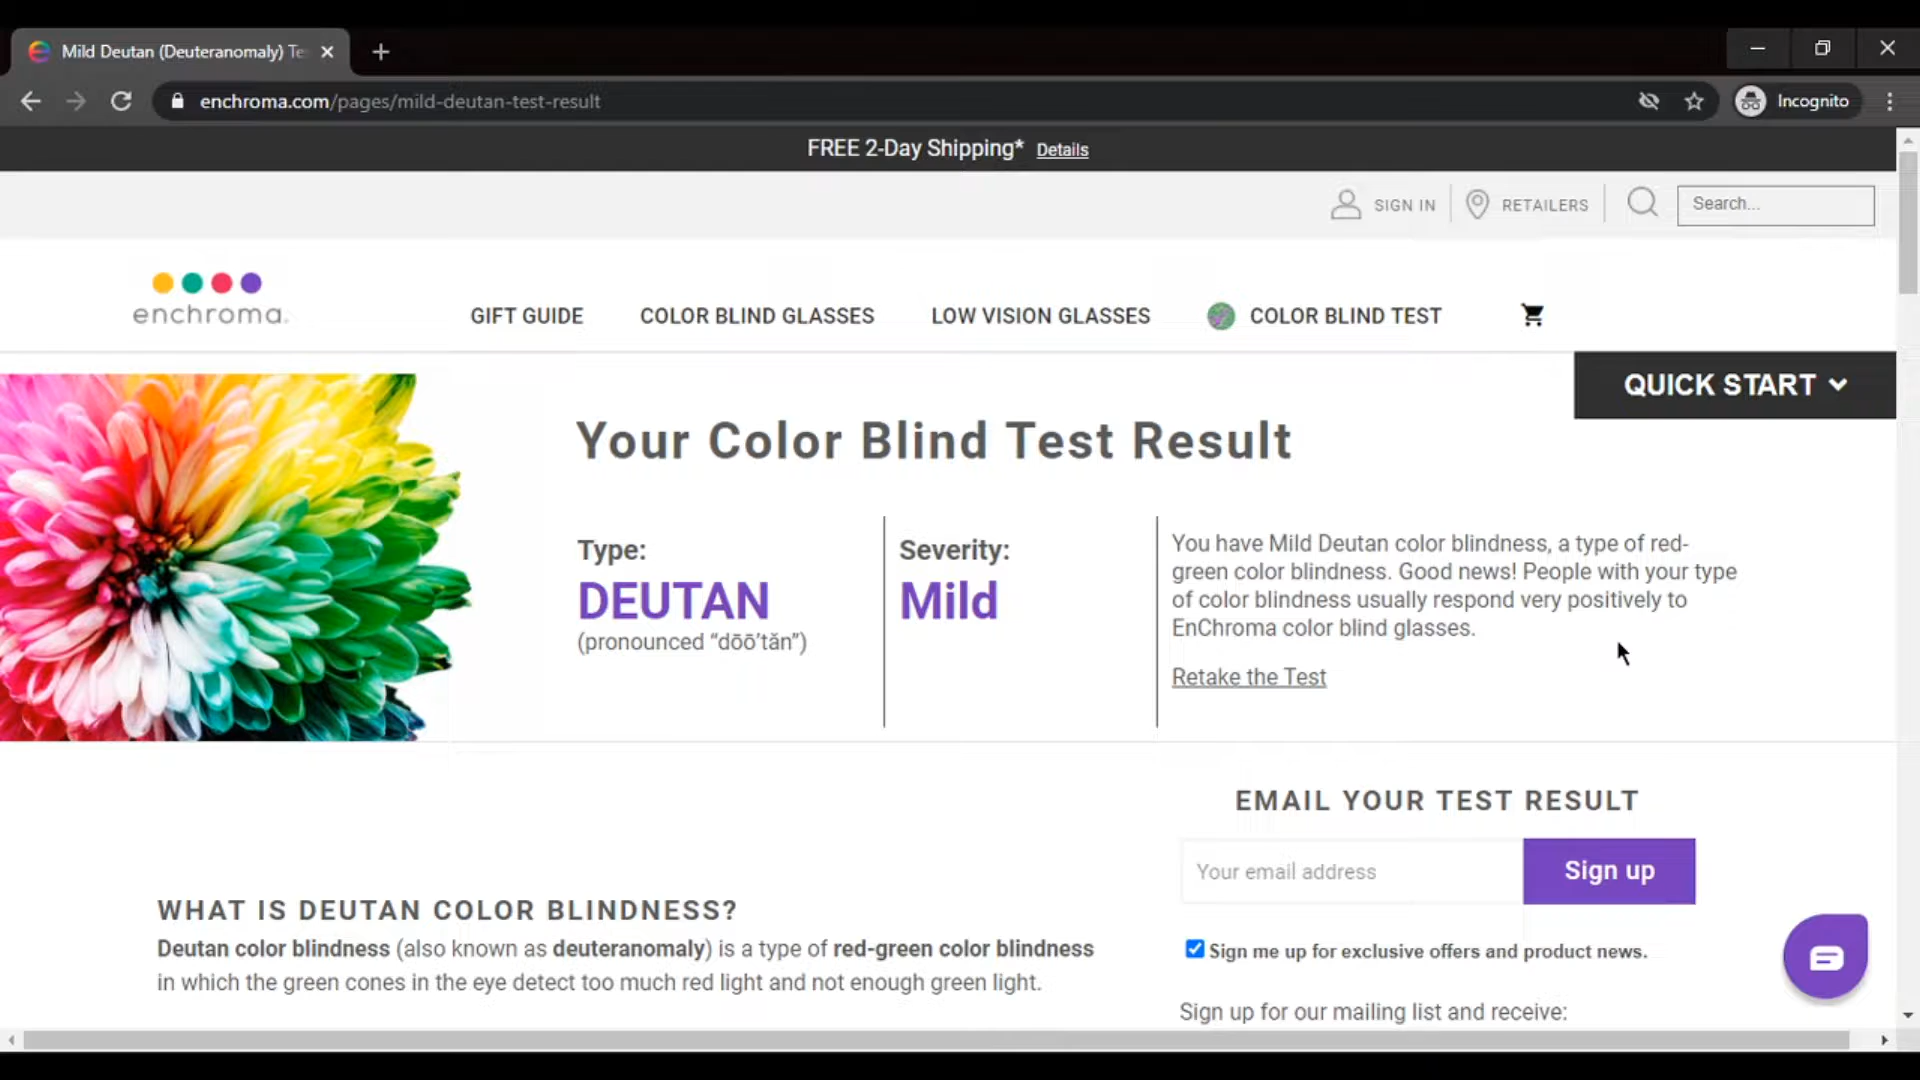 Mild Deutan (Deuteranomaly) Te
enchroma.com/pages/mild-deutan-test-result
Incognito
FREE 2-Day Shipping* Details
SIGN IN
RETAILERS
Search...
enchroma.
GIFT GUIDE
COLOR BLIND GLASSES
LOW VISION GLASSES
COLOR BLIND TEST
QUICK START
Your Color Blind Test Result
Type:
DEUTAN
(pronounced “dōō’tăn”)
Severity:
Mild
You have Mild Deutan color blindness, a type of red-
green color blindness. Good news! People with your type
of color blindness usually respond very positively to
EnChroma color blind glasses.
Retake the Test
WHAT IS DEUTAN COLOR BLINDNESS?
Deutan color blindness (also known as deuteranomaly) is a type of red-green color blindness
in which the green cones in the eye detect too much red light and not enough green light.
EMAIL YOUR TEST RESULT
Your email address
Sign up
Sign me up for exclusive offers and product news.
Sign up for our mailing list and receive: